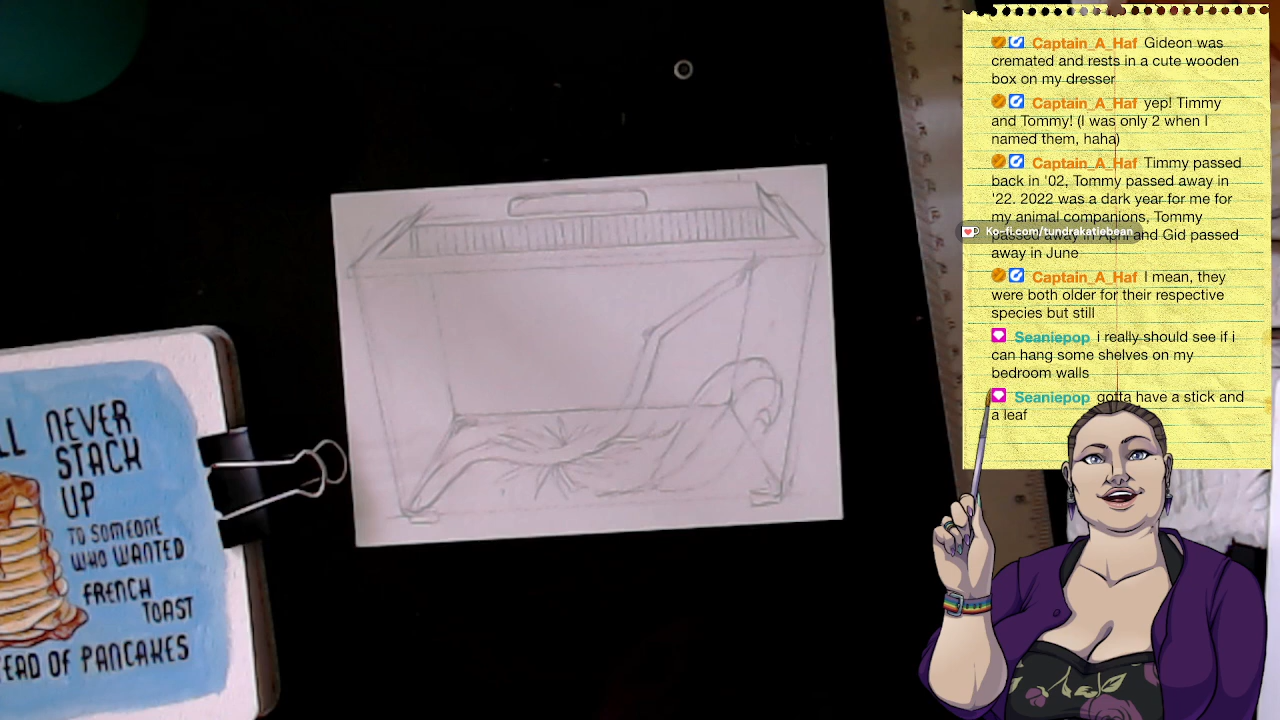 Captain_A_Haf Gideon was
cremated and rests in a cute wooden
box on my dresser
Captain_A_Haf yep! Timmy
and Tommy! (I was only 2 when I
named them, haha)
Captain_A_Haf Timmy passed
back in '02, Tommy passed away in
'22. 2022 was a dark year for me for
my animal companions, Tommy
passed away in April and Gid passed
away in June
Ko-fi.com/tundrakatiebean
Captain_A_Haf I mean, they
were both older for their respective
species but still
Seaniepop i really should see if i
can hang some shelves on my
bedroom walls
Seaniepop gotta have a stick and
a leaf
NEVER
STACK
UP
TO SOMEONE
WHO WANTED
FRENCH
TOAST
OF PANCAKES